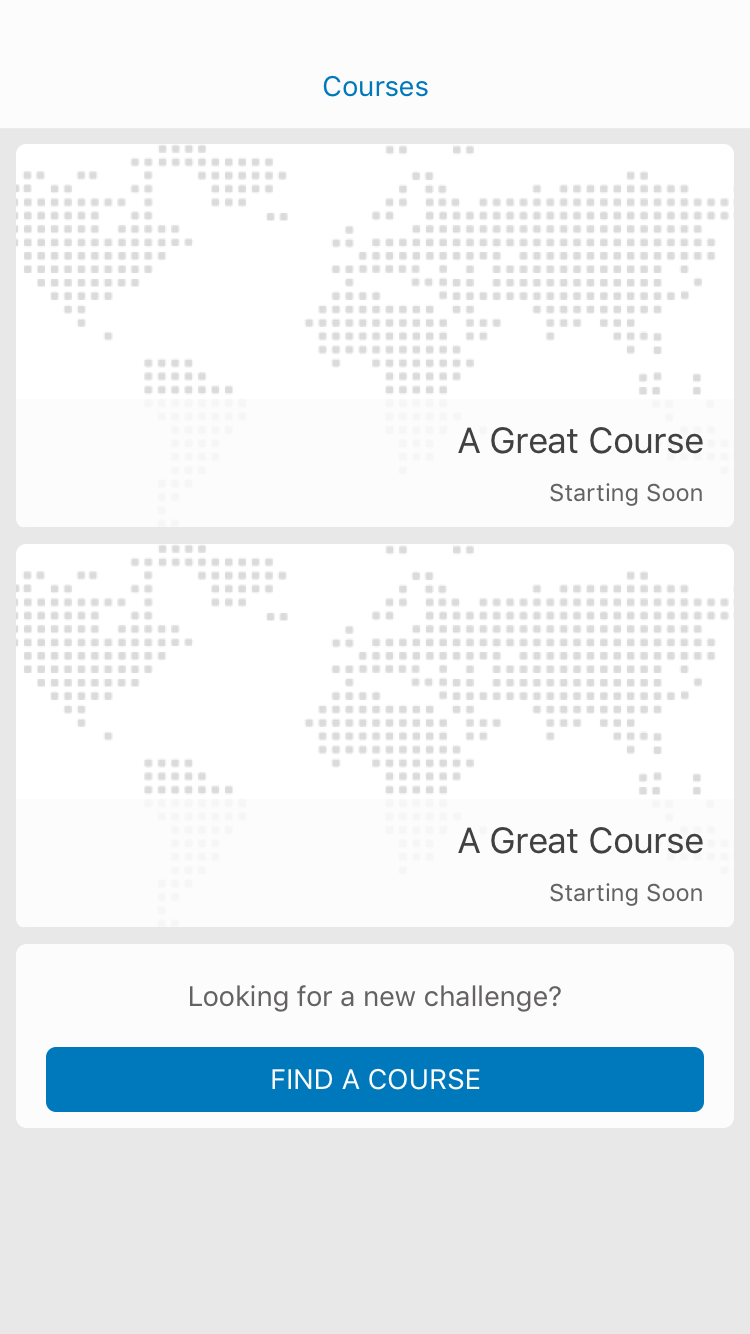 Courses
A Great Course
Starting Soon
A Great Course
Starting Soon
Looking for a new challenge?
FIND A COURSE